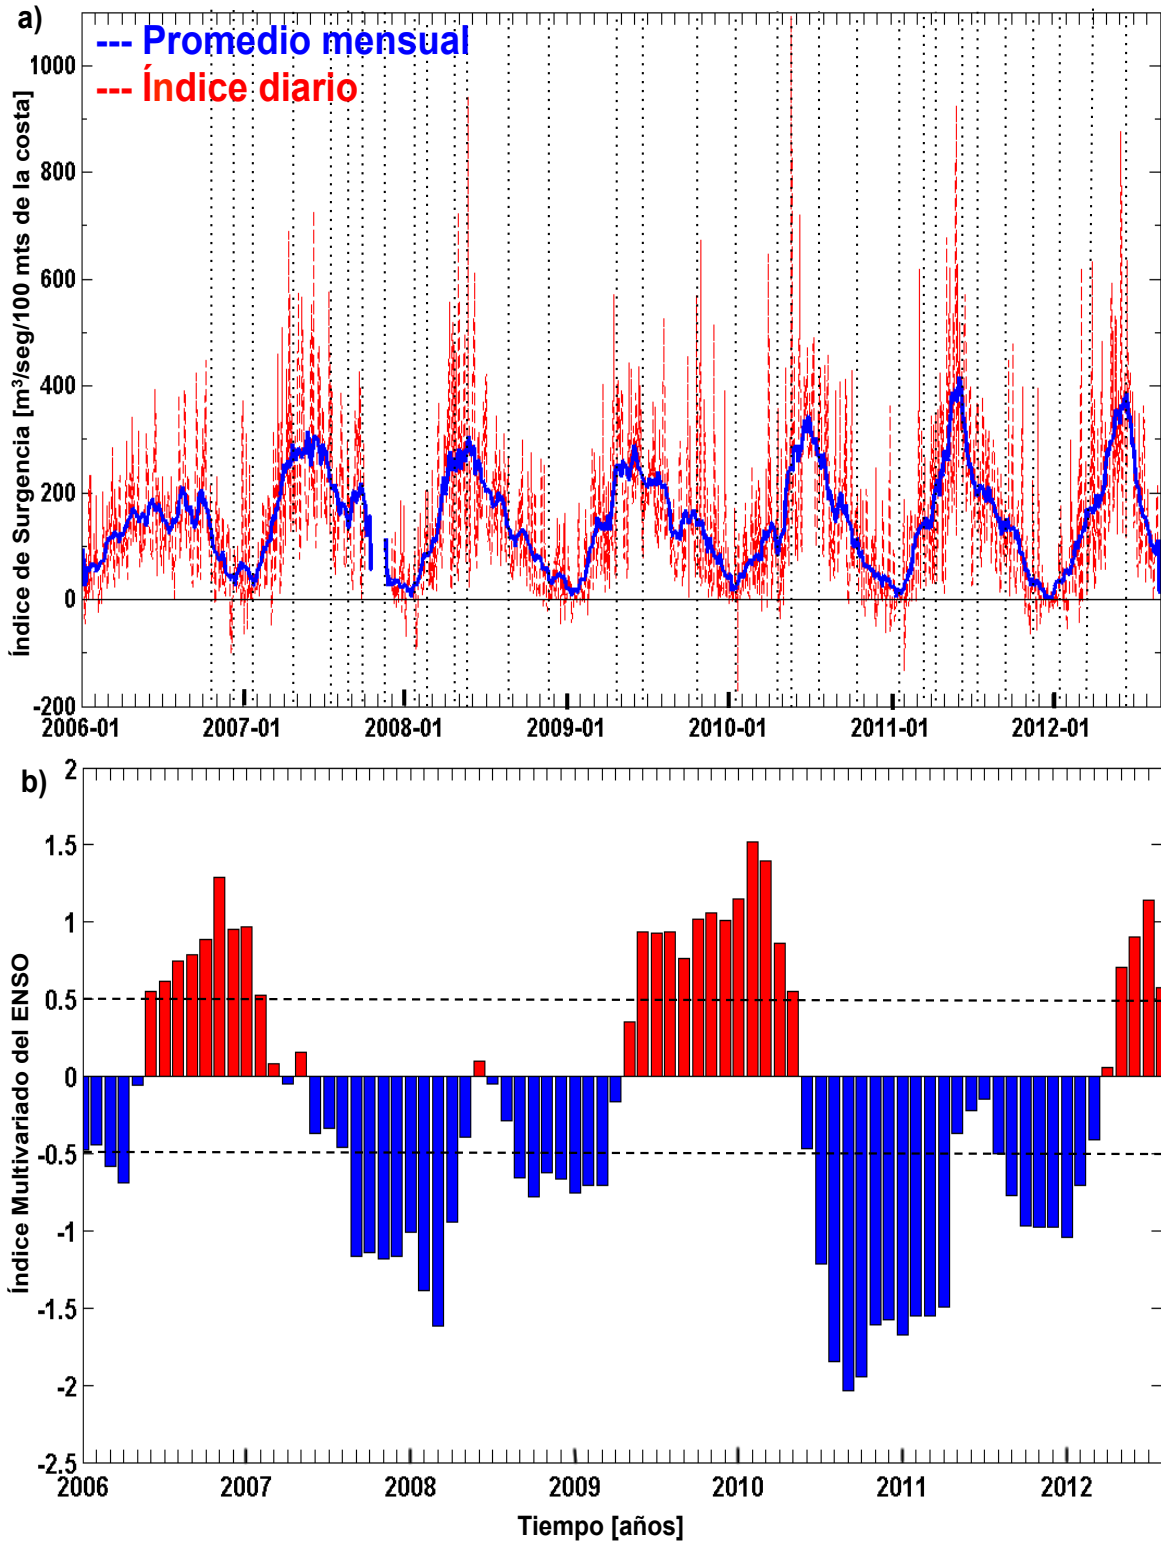 a)
--- Promedio mensual
--- Índice diario
Índice de Surgencia [m³/seg/100 mts de la costa]
1000
800
600
400
200
0
-200
2006-01 2007-01 2008-01 2009-01 2010-01 2011-01 2012-01
b)
Índice Multivariado del ENSO
2
1.5
1
0.5
0
-0.5
-1
-1.5
-2
-2.5
2006 2007 2008 2009 2010 2011 2012
Tiempo [años]